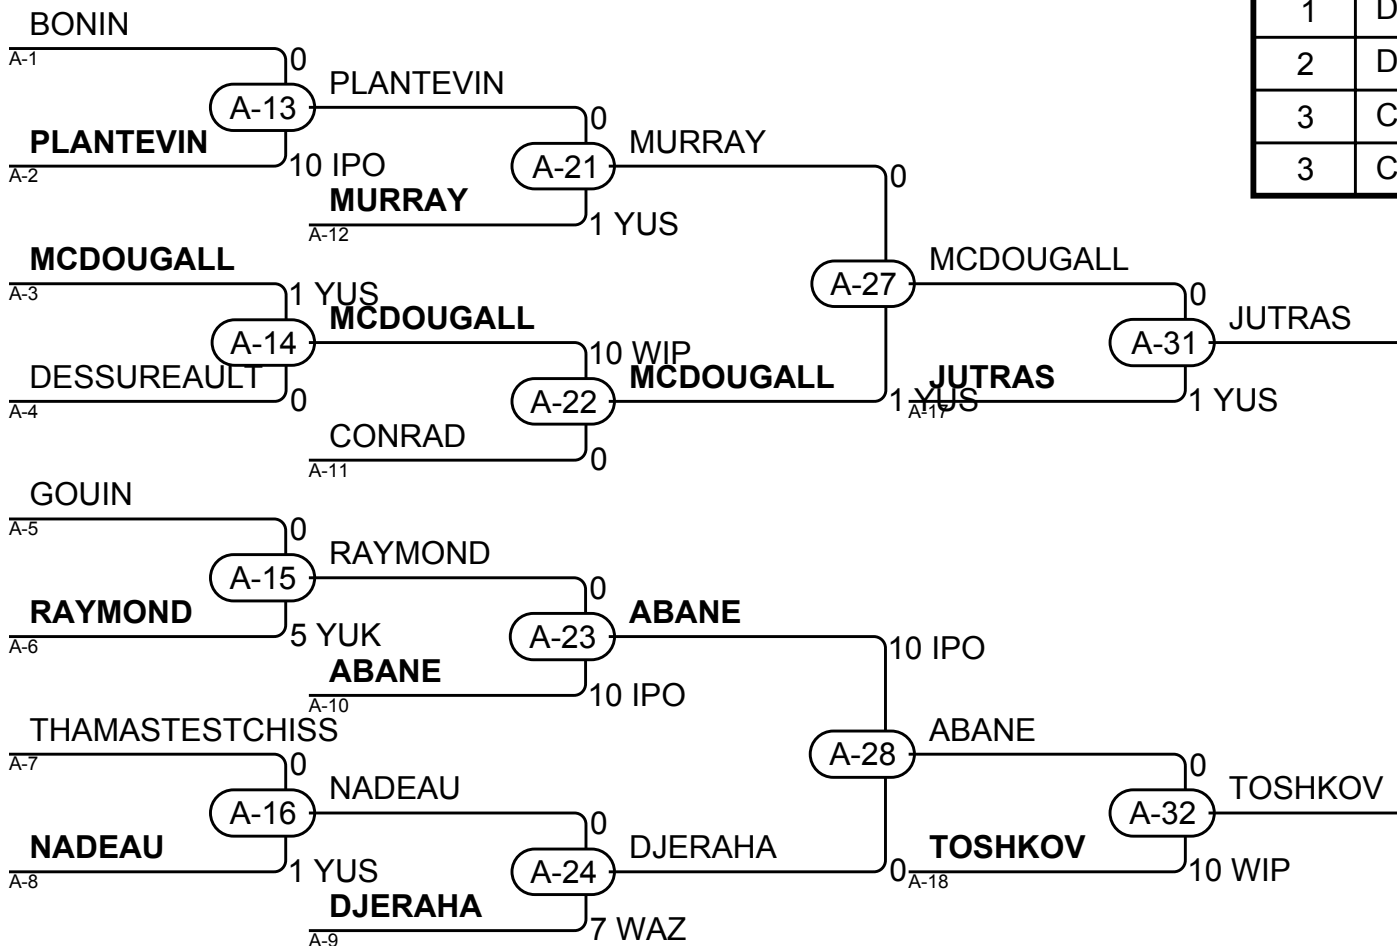 BONIN
A-1
0
A-13
PLANTEVIN
A-2
10 IPO
PLANTEVIN
0
A-21
MURRAY
A-12
1 YUS
MCDOUGALL
A-3
1 YUS
A-14
DESSUREAULT
A-4
0
MCDOUGALL
10 WIP
A-22
CONRAD
A-11
0
MURRAY
0
A-27
MCDOUGALL
1 YUS
MCDOUGALL
0
A-31
JUTRAS
A-17
1 YUS
JUTRAS
GOUIN
A-5
0
A-15
RAYMOND
A-6
5 YUK
RAYMOND
0
A-23
ABANE
A-10
10 IPO
THAMASTESTCHISS
A-7
0
A-16
NADEAU
A-8
1 YUS
NADEAU
0
A-24
DJERAHA
A-9
7 WAZ
ABANE
10 IPO
A-28
DJERAHA
0
ABANE
0
A-32
TOSHKOV
A-18
10 WIP
TOSHKOV
1 D
2 D
3 C
3 C